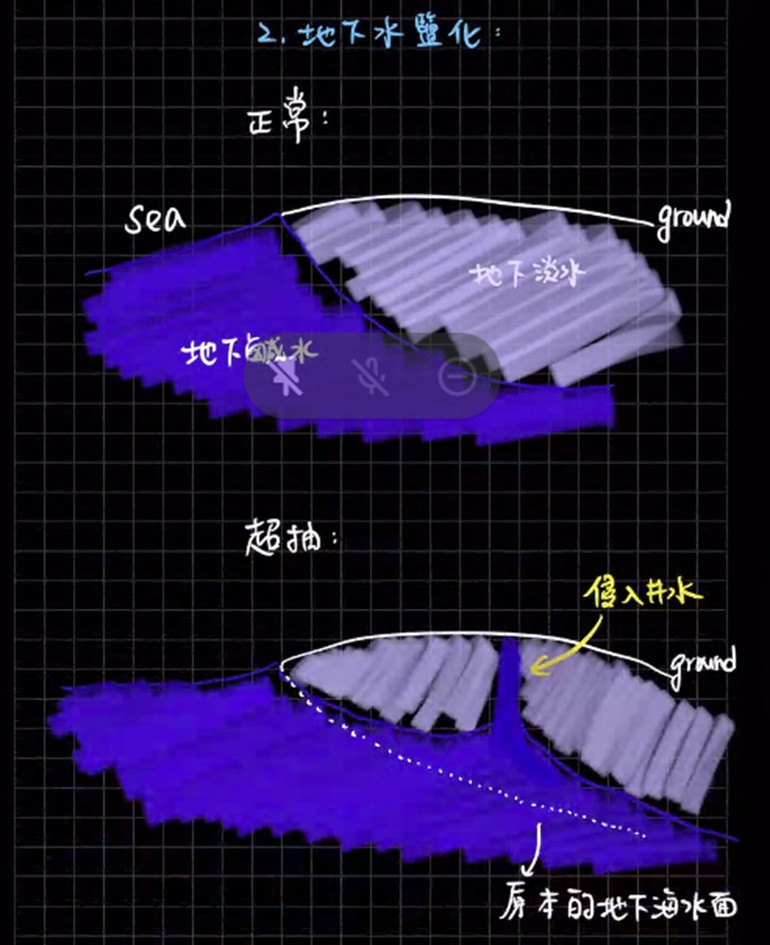 2. 地下水鹽化:
正常:
sea
ground
地下淡水
地下鹹水
超抽:
侵入井水
ground
原本的地下海水面